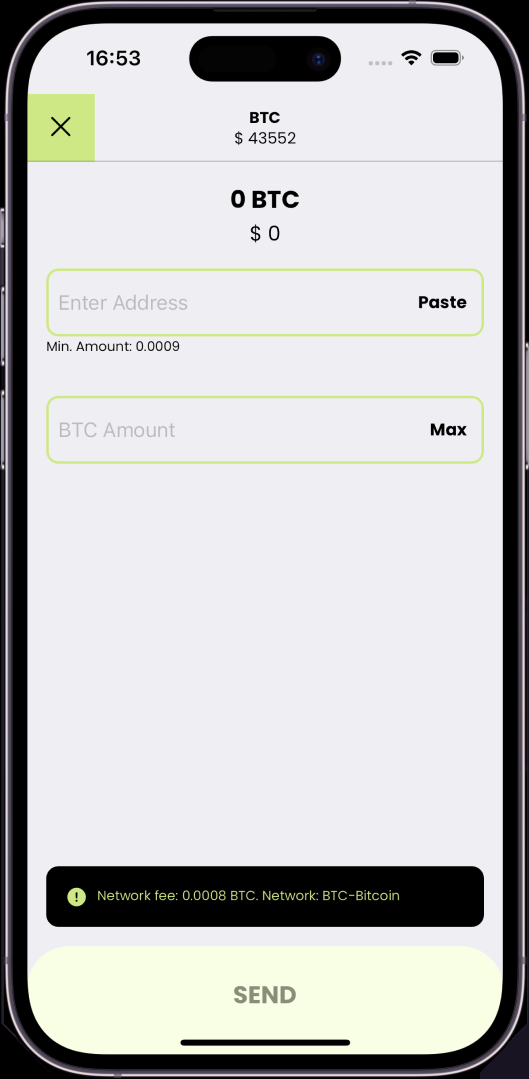 16:53
BTC
$ 43552
0 BTC
$ 0
Enter Address
Paste
Min. Amount: 0.0009
BTC Amount
Max
Network fee: 0.0008 BTC. Network: BTC-Bitcoin
SEND